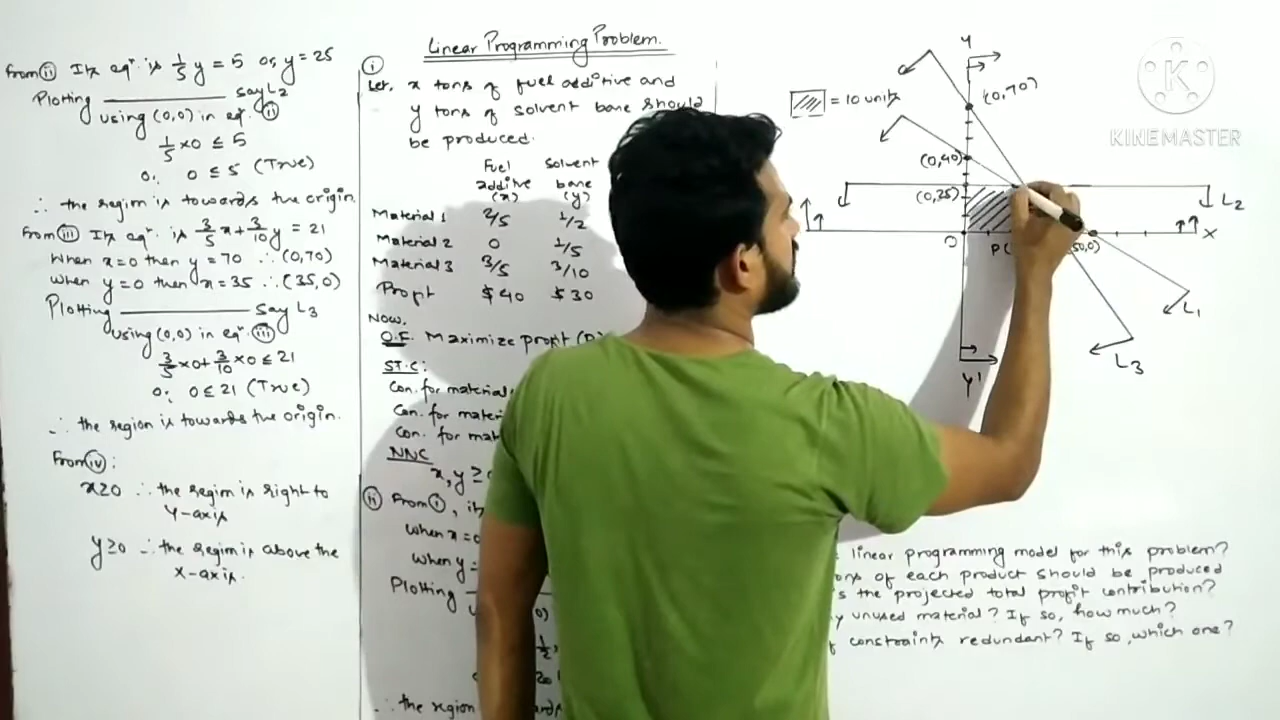 From (ii) Its eqⁿ. is 1/5 y = 5 or, y = 25
Plotting ———— say L2
using (0,0) in eqⁿ. (ii)
1/5 x 0 ≤ 5
or, 0 ≤ 5 (True)
∴ the region is towards the origin
From (iii) Its eqⁿ is 3/5 x + 3/10 y = 21
When x = 0 then y = 70 ∴ (0,70)
when y = 0 then x = 35 ∴ (35,0)
Plotting ———— say L3
using (0,0) in eqⁿ. (iii)
3/5 x 0 + 3/10 x 0 ≤ 21
or, 0 ≤ 21 (True)
∴ the region is towards the origin.
From (iv):
x ≥ 0 ∴ the region is right to
Y-axis
y ≥ 0 ∴ the region is above the
X-axis.
Linear Programming Problem.
(i)
Let, x tons of fuel additive and
y tons of solvent bane should
be produced.
Fuel additive (x) Solvent bane (y)
Material 1 2/5 1/2
Material 2 0 1/5
Material 3 3/5 3/10
Profit $40 $30
Now,
O.F. Maximize profit (P)
S.T.C:
Con. for material
Con. for
Con. for
NNC
x, y ≥
(ii) From (i),
when x = 0
when y =
Plotting
∴ the region
= 10 units
Y
(0,70)
(0,40)
(0,25)
O
P(
50,0)
X
L2
L1
L3
Y'
linear programming model for this problem?
of each product should be produced
the projected total profit contribution?
unused material? If so, how much?
constraints redundant? If so, which one?
K
KINEMASTER